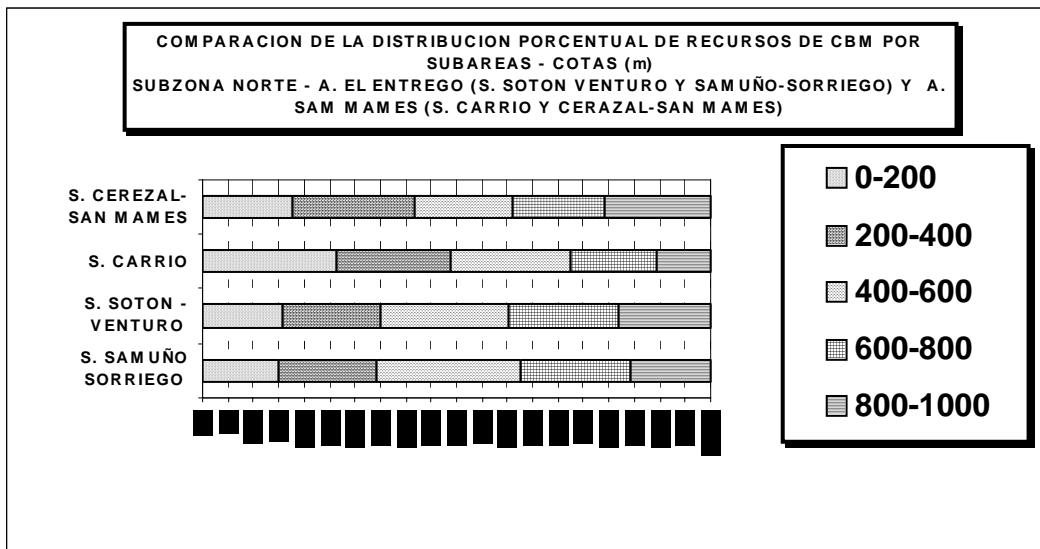 COMPARACION DE LA DISTRIBUCION PORCENTUAL DE RECURSOS DE CBM POR
SUBAREAS - COTAS (m)
SUBZONA NORTE - A. EL ENTREGO (S. SOTON VENTURO Y SAMUÑO-SORRIEGO) Y A.
SAM MAMES (S. CARRIO Y CERAZAL-SAN MAMES)
S. CEREZAL-
SAN MAMES
S. CARRIO
S. SOTON -
VENTURO
S. SAMUÑO
SORRIEGO
0-200
200-400
400-600
600-800
800-1000